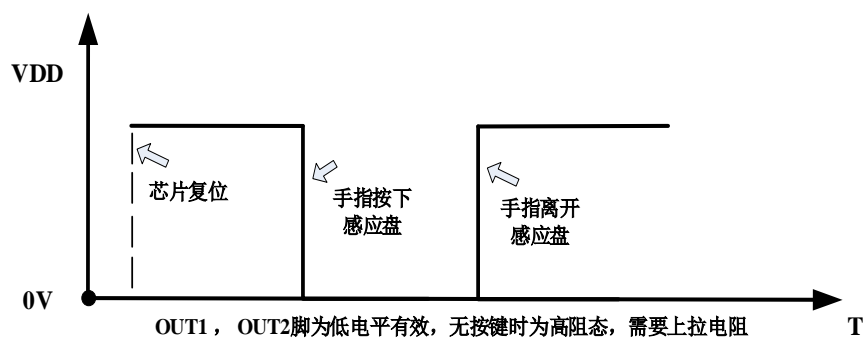 VDD
芯片复位
手指按下
感应盘
手指离开
感应盘
0V
OUT1， OUT2脚为低电平有效，无按键时为高阻态，需要上拉电阻
T